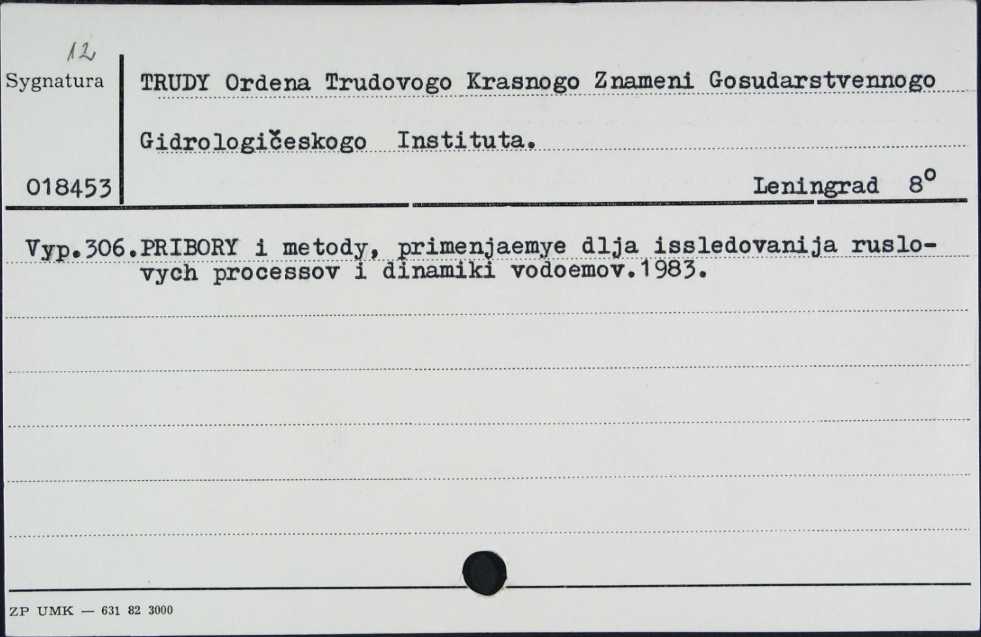 12
Sygnatura
TRUDY Ordena Trudovogo Krasnogo Znameni Gosudarstvennogo
Gidrologičeskogo Instituta.
018453
Leningrad 8°
Vyp.306.PRIBORY i metody, primenjaemye dlja issledovanija ruslo-
vych processov i dinamiki vodoemov.1983.
ZP UMK — 631 82 3000